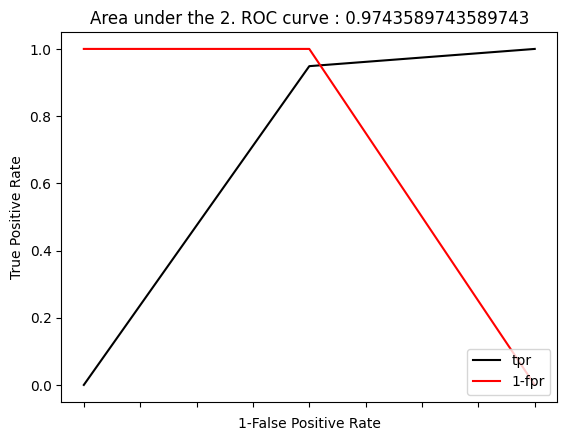 Area under the 2. ROC curve : 0.9743589743589743
1.0
0.8
0.6
0.4
0.2
0.0
True Positive Rate
tpr
1-fpr
1-False Positive Rate